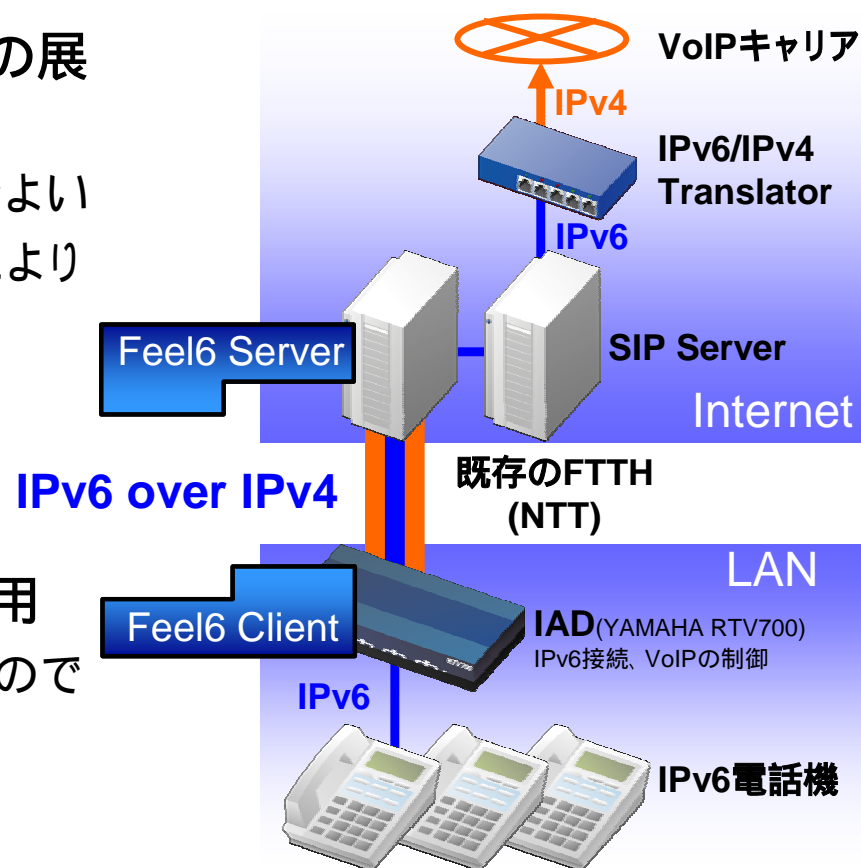 の展
よい
より
用
ので
VoIPキャリア
IPv4
IPv6/IPv4
Translator
IPv6
Feel6 Server
SIP Server
Internet
IPv6 over IPv4
既存のFTTH
(NTT)
LAN
Feel6 Client
IAD(YAMAHA RTV700)
IPv6接続、VoIPの制御
RTV700
IPv6
IPv6電話機